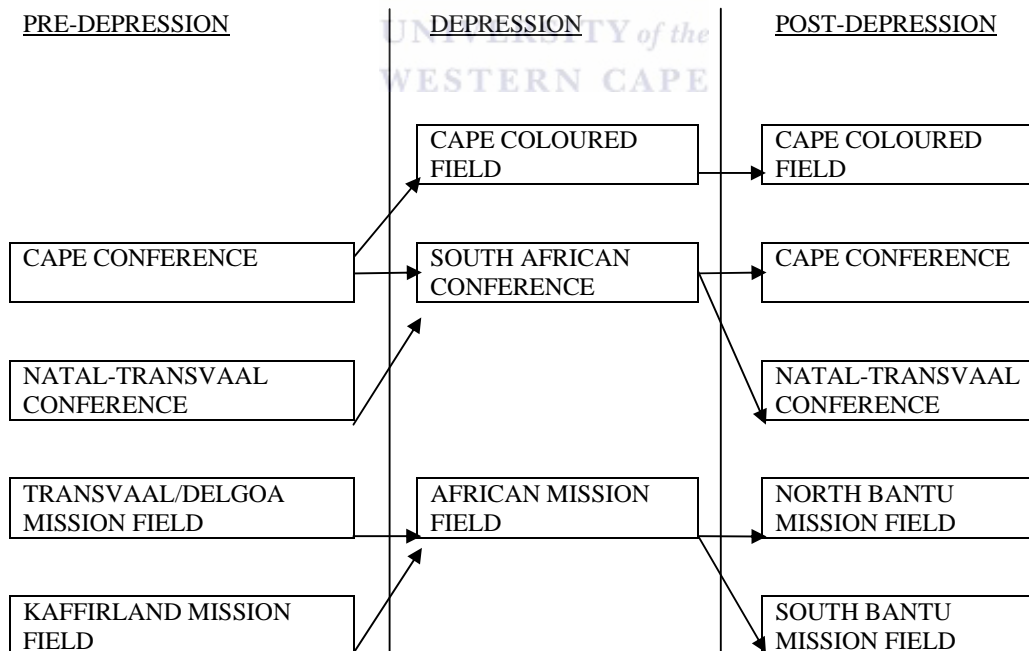 PRE-DEPRESSION
DEPRESSION
POST-DEPRESSION
UNIVERSITY of the
WESTERN CAPE
CAPE COLOURED
FIELD
CAPE COLOURED
FIELD
CAPE CONFERENCE
SOUTH AFRICAN
CONFERENCE
CAPE CONFERENCE
NATAL-TRANSVAAL
CONFERENCE
NATAL-TRANSVAAL
CONFERENCE
TRANSVAAL/DELGOA
MISSION FIELD
AFRICAN MISSION
FIELD
NORTH BANTU
MISSION FIELD
KAFFIRLAND MISSION
FIELD
SOUTH BANTU
MISSION FIELD